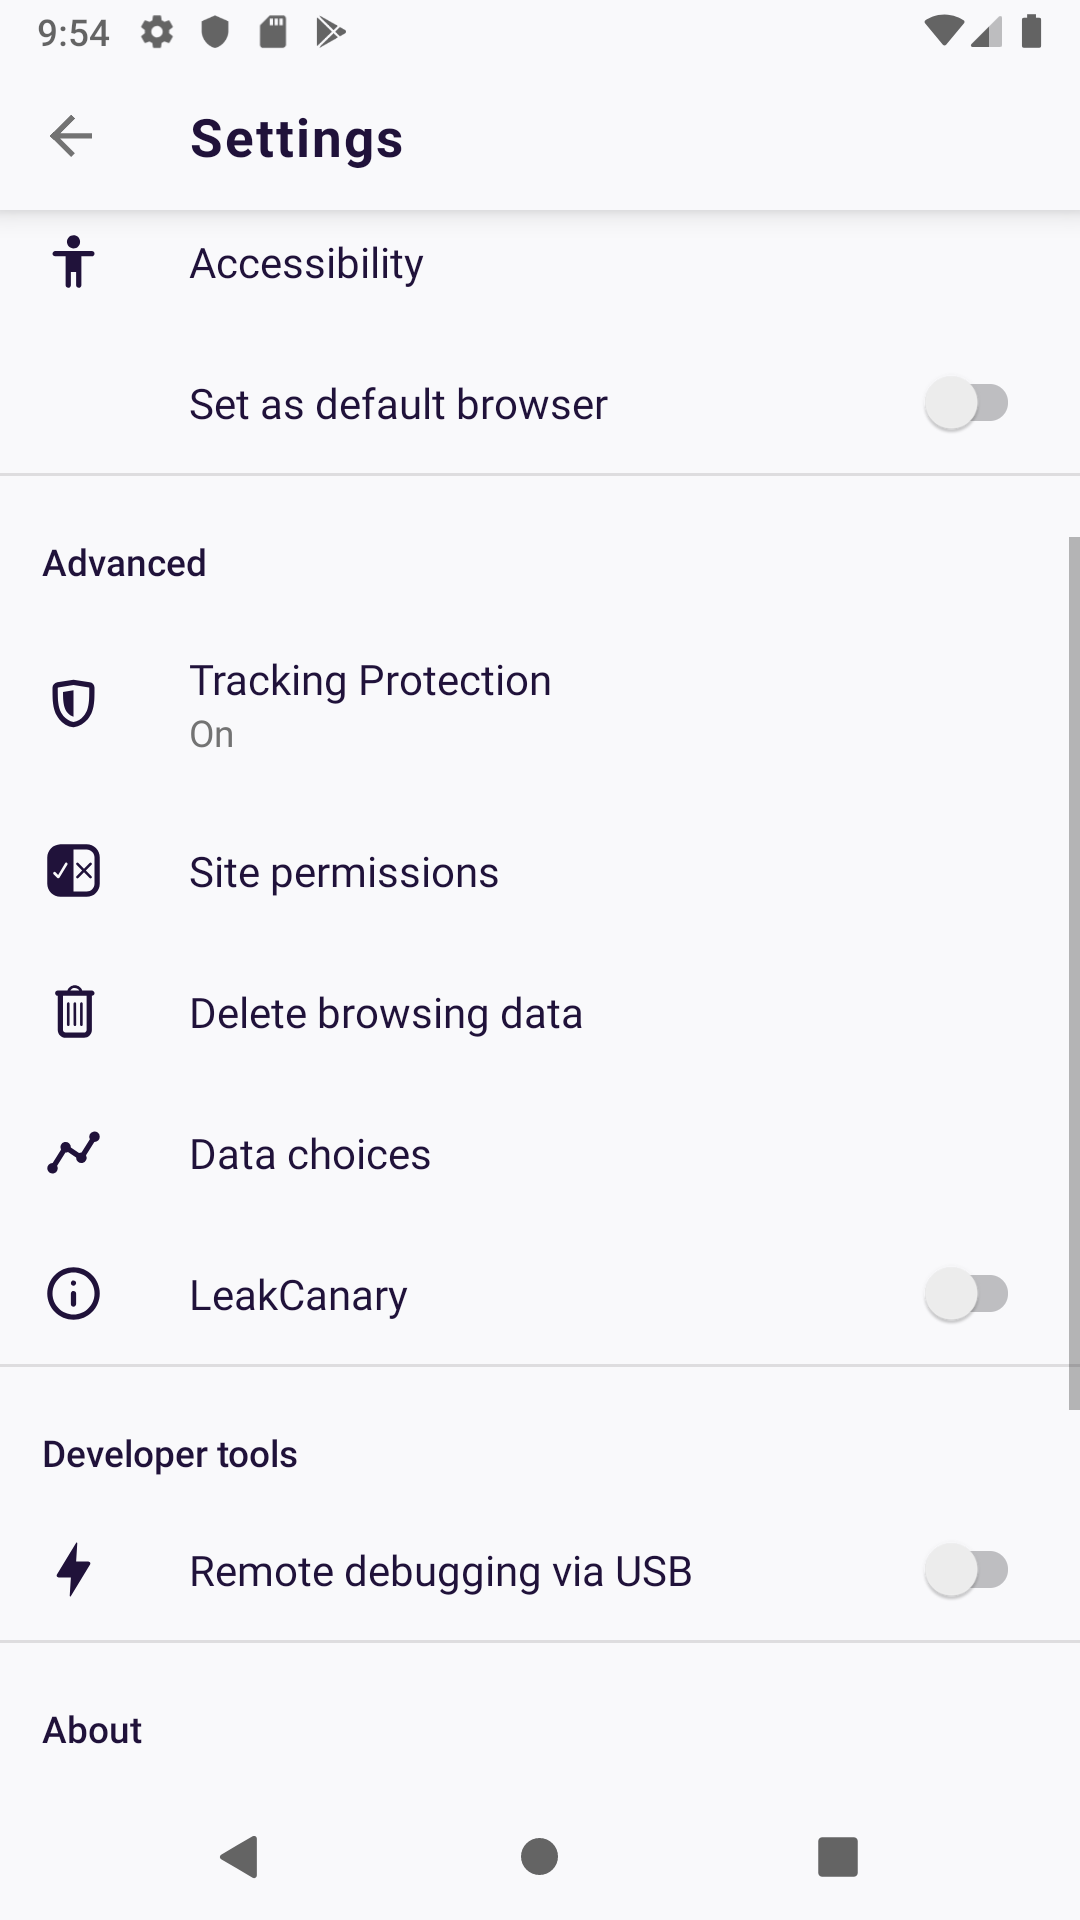 9:54
Settings
Accessibility
Set as default browser
Advanced
Tracking Protection
On
Site permissions
Delete browsing data
Data choices
LeakCanary
Developer tools
Remote debugging via USB
About